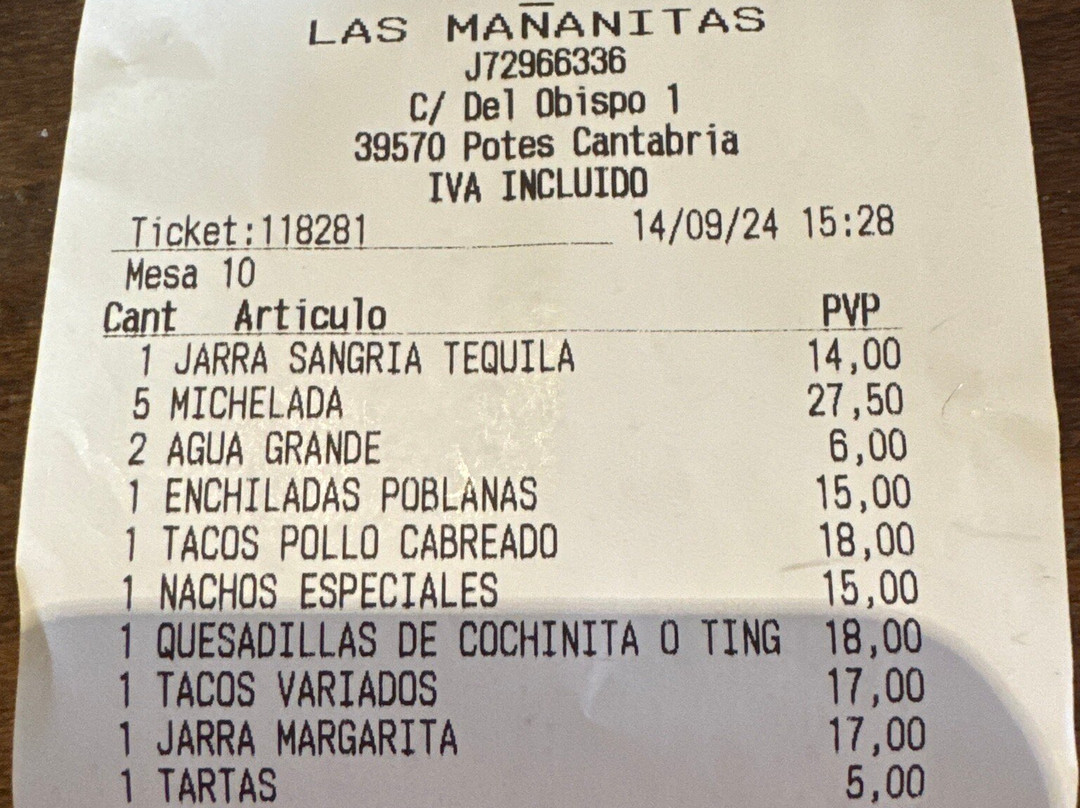 LAS MAÑANITAS
J72966336
C/ Del Obispo 1
39570 Potes Cantabria
IVA INCLUIDO
Ticket:118281 14/09/24 15:28
Mesa 10
Cant Articulo PVP
1 JARRA SANGRIA TEQUILA 14,00
5 MICHELADA 27,50
2 AGUA GRANDE 6,00
1 ENCHILADAS POBLANAS 15,00
1 TACOS POLLO CABREADO 18,00
1 NACHOS ESPECIALES 15,00
1 QUESADILLAS DE COCHINITA O TING 18,00
1 TACOS VARIADOS 17,00
1 JARRA MARGARITA 17,00
1 TARTAS 5,00